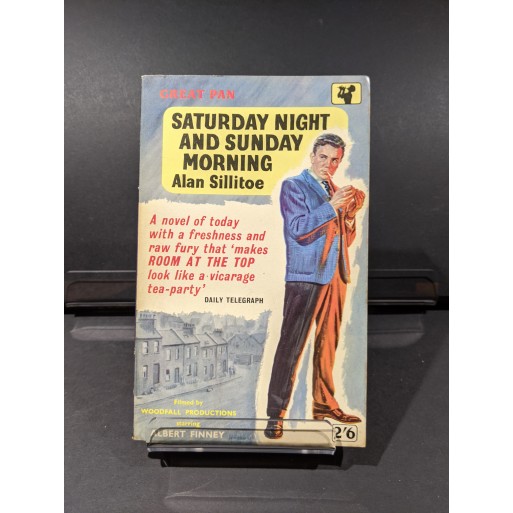 GREAT PAN
SATURDAY NIGHT
AND SUNDAY
MORNING
Alan Sillitoe
A novel of today
with a freshness and
raw fury that 'makes
ROOM AT THE TOP
look like a vicarage
tea-party'
DAILY TELEGRAPH
Filmed by
WOODFALL PRODUCTIONS
starring
ALBERT FINNEY
2'6